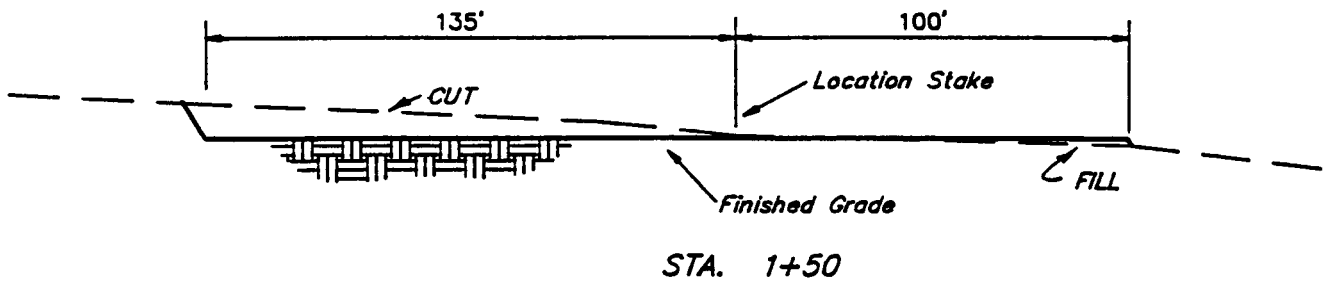 135'
100'
Location Stake
CUT
FILL
Finished Grade
STA. 1+50